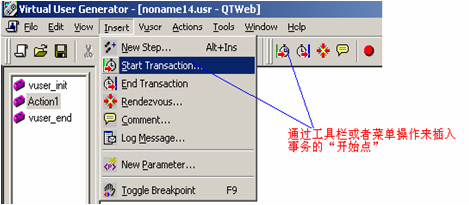 Virtual User Generator - [noname14.usr - QTWeb]
File Edit View Insert Vuser Actions Tools Window Help
New Step... Alt+Ins
Start Transaction...
End Transaction
Rendezvous...
Comment...
Log Message...
New Parameter...
Toggle Breakpoint F9
vuser_init
Action1
vuser_end
通过工具栏或者菜单操作来插入
事务的“开始点”